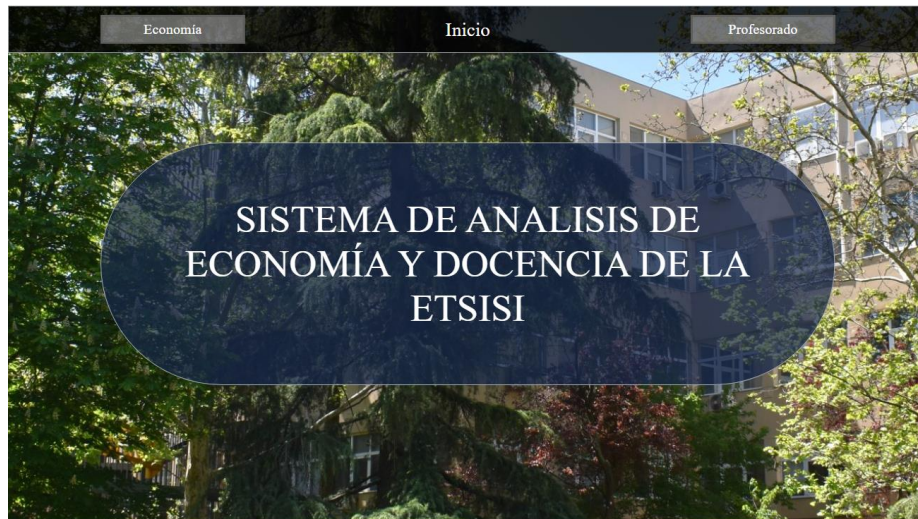 Economía
Inicio
Profesorado
SISTEMA DE ANALISIS DE
ECONOMÍA Y DOCENCIA DE LA
ETSISI